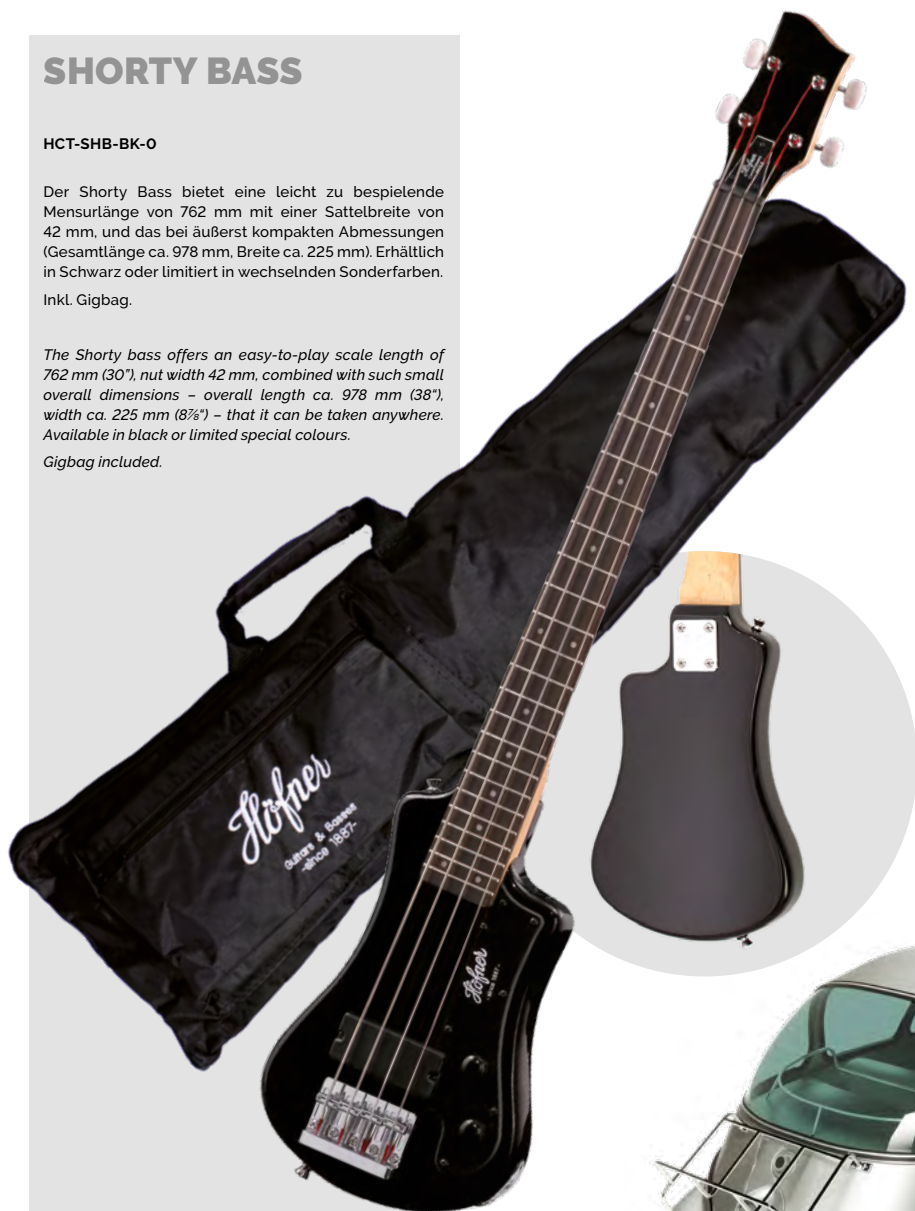 SHORTY BASS
HCT-SHB-BK-0
Der Shorty Bass bietet eine leicht zu bespielende
Mensurlänge von 762 mm mit einer Sattelbreite von
42 mm, und das bei äußerst kompakten Abmessungen
(Gesamtlänge ca. 978 mm, Breite ca. 225 mm). Erhältlich
in Schwarz oder limitiert in wechselnden Sonderfarben.
Inkl. Gigbag.
The Shorty bass offers an easy-to-play scale length of
762 mm (30”), nut width 42 mm, combined with such small
overall dimensions – overall length ca. 978 mm (38“),
width ca. 225 mm (8⅞“) – that it can be taken anywhere.
Available in black or limited special colours.
Gigbag included.
Höfner
Guitars & Basses
-since 1887-
Höfner
- since 1887 -
Höfner